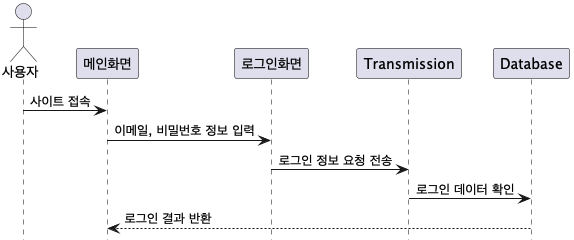 사용자
메인화면
로그인화면
Transmission
Database
사이트 접속
이메일, 비밀번호 정보 입력
로그인 정보 요청 전송
로그인 데이터 확인
로그인 결과 반환